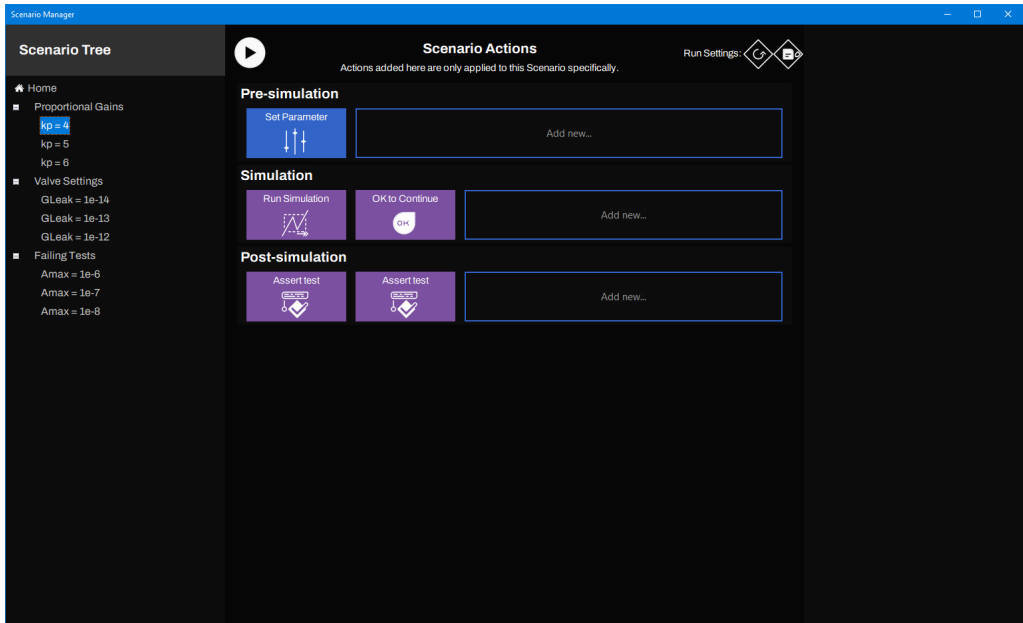 Scenario Manager
Scenario Tree
Home
Proportional Gains
kp = 4
kp = 5
kp = 6
Valve Settings
GLeak = 1e-14
GLeak = 1e-13
GLeak = 1e-12
Failing Tests
Amax = 1e-6
Amax = 1e-7
Amax = 1e-8
Scenario Actions
Actions added here are only applied to this Scenario specifically.
Run Settings:
Pre-simulation
Set Parameter
Add new...
Simulation
Run Simulation
OK to Continue
OK
Add new...
Post-simulation
Assert test
Assert test
Add new...